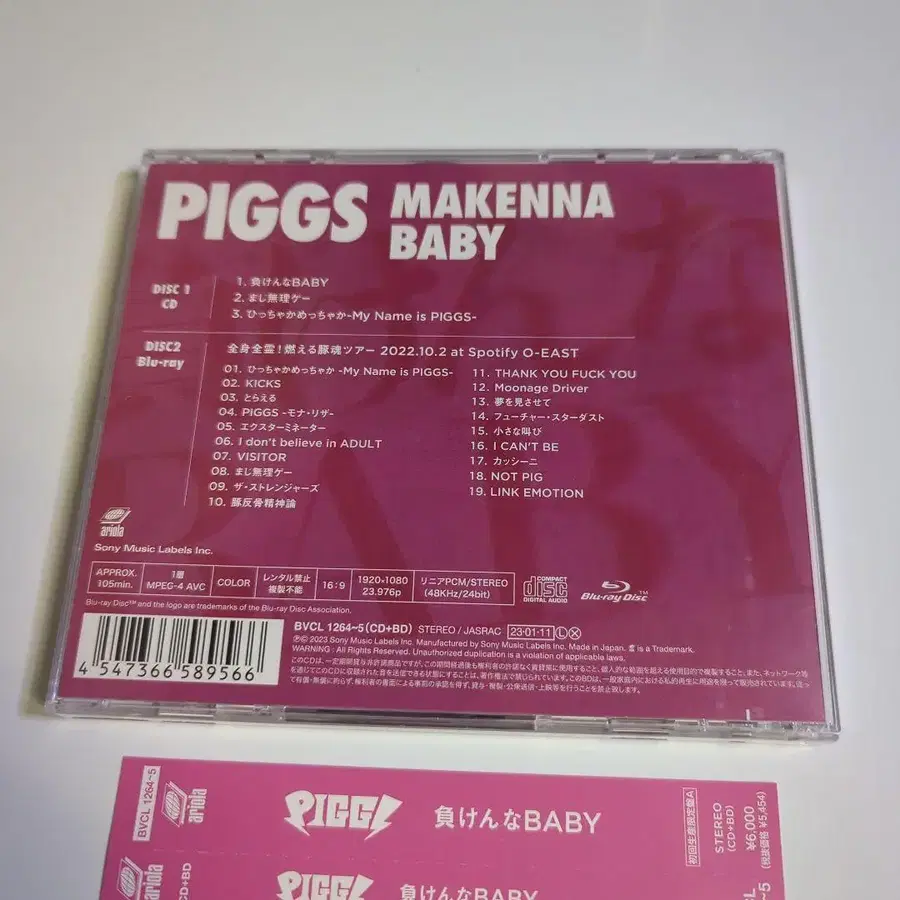 PIGGS MAKENNA BABY
DISC 1 CD
1. 負けんなBABY
2. まし無理ゲー
3. ひっちゃかめっちゃか-My Name is PIGGS-
DISC2 Blu-ray
全身全霊!燃える豚魂ツアー 2022.10.2 at Spotify O-EAST
01. ひっちゃかめっちゃか -My Name is PIGGS-
02. KICKS
03. とらえる
04. PIGGS -モナ・リザ-
05. エクスターミネーター
06. I don't believe in ADULT
07. VISITOR
08. まし無理ゲー
09. ザ・ストレンジャーズ
10. 豚反骨精神論
11. THANK YOU FUCK YOU
12. Moonage Driver
13. 夢を見させて
14. フューチャー・スターダスト
15. 小さな叫び
16. I CAN'T BE
17. カッシーニ
18. NOT PIG
19. LINK EMOTION
ariola
Sony Music Labels Inc.
APPROX. 105min.
1層 MPEG-4 AVC
COLOR
レンタル禁止 複製不能
16:9
1920×1080 23.976p
リニアPCM/STEREO (48KHz/24bit)
COMPACT disc DIGITAL AUDIO
Blu-ray Disc™
Blu-ray Disc™ and the logo are trademarks of the Blu-ray Disc Association.
BVCL 1264~5 (CD+BD) STEREO / JASRAC 23·01·11 Ⓛ Ⓧ
℗© 2023 Sony Music Labels Inc. Manufactured by Sony Music Labels Inc. Made in Japan. is a Trademark.
WARNING : All Rights Reserved. Unauthorized duplication is a violation of applicable laws.
4 547366 589566
BVCL 1264~5
ariola
PIGGS
負けんなBABY
初回生産限定盤A
STEREO
(CD+BD)
¥6,000
(税抜価格 ¥5,454)
CD+BD
ariola
PIGGS
負けんなBABY